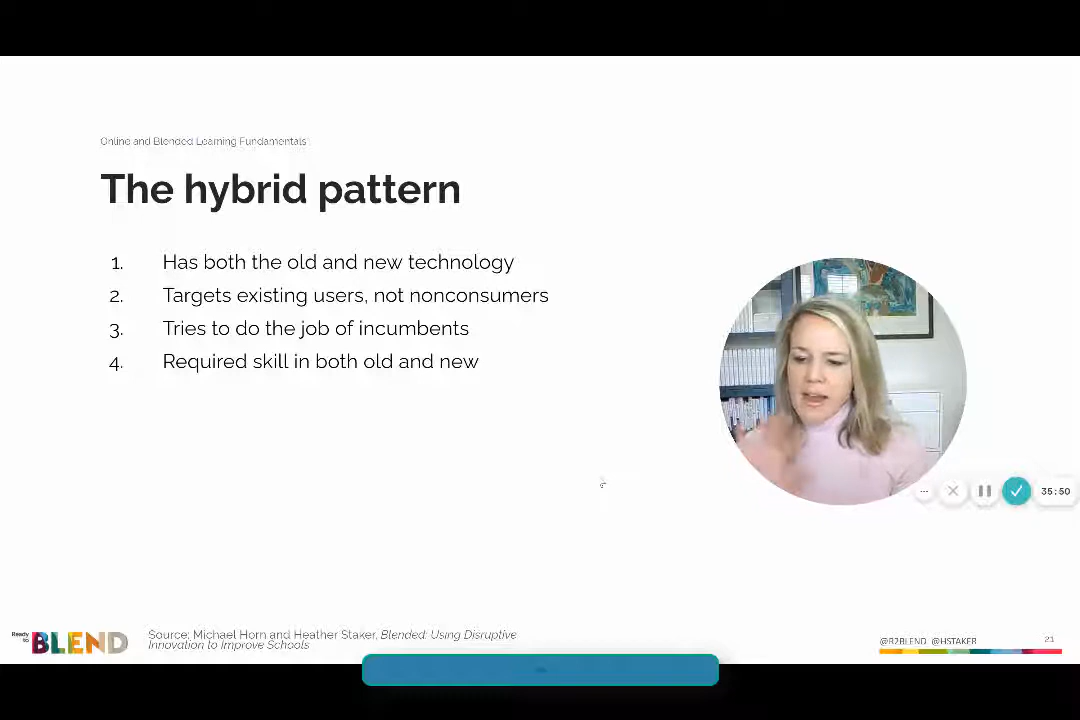 Online and Blended Learning Fundamentals
The hybrid pattern
1. Has both the old and new technology
2. Targets existing users, not nonconsumers
3. Tries to do the job of incumbents
4. Required skill in both old and new
35:50
Ready to BLEND
Source: Michael Horn and Heather Staker, Blended: Using Disruptive
Innovation to Improve Schools
@R2BLEND @HSTAKER
21